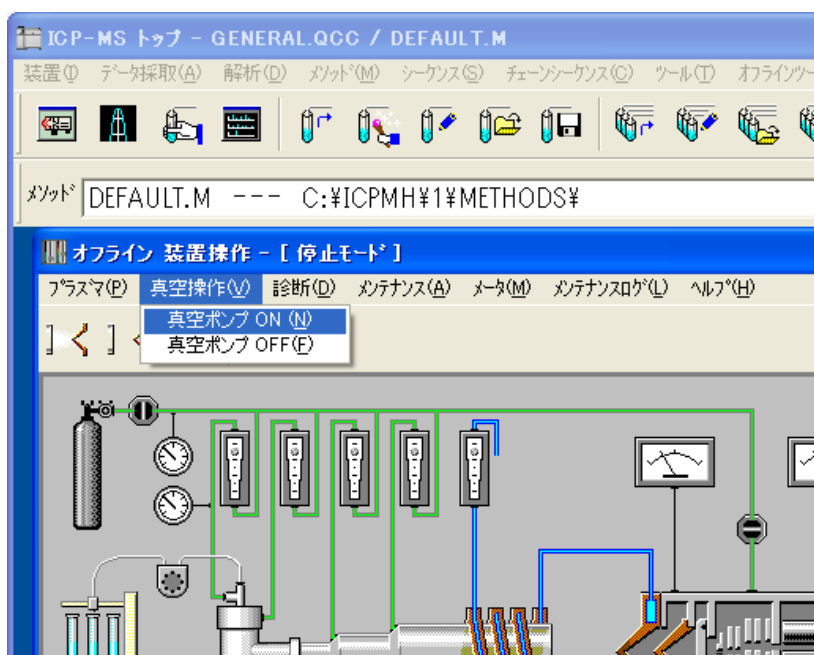 ICP-MS トップ - GENERAL.QCC / DEFAULT.M
装置(I) データ採取(A) 解析(D) メソッド(M) シーケンス(S) チェーンシーケンス(C) ツール(T) オフラインツー
メソッド DEFAULT.M --- C:¥ICPMH¥1¥METHODS¥
オフライン 装置操作 - [ 停止モード ]
プラズマ(P) 真空操作(V) 診断(D) メンテナンス(A) メータ(M) メンテナンスログ(L) ヘルプ(H)
真空ポンプ ON (N)
真空ポンプ OFF(F)